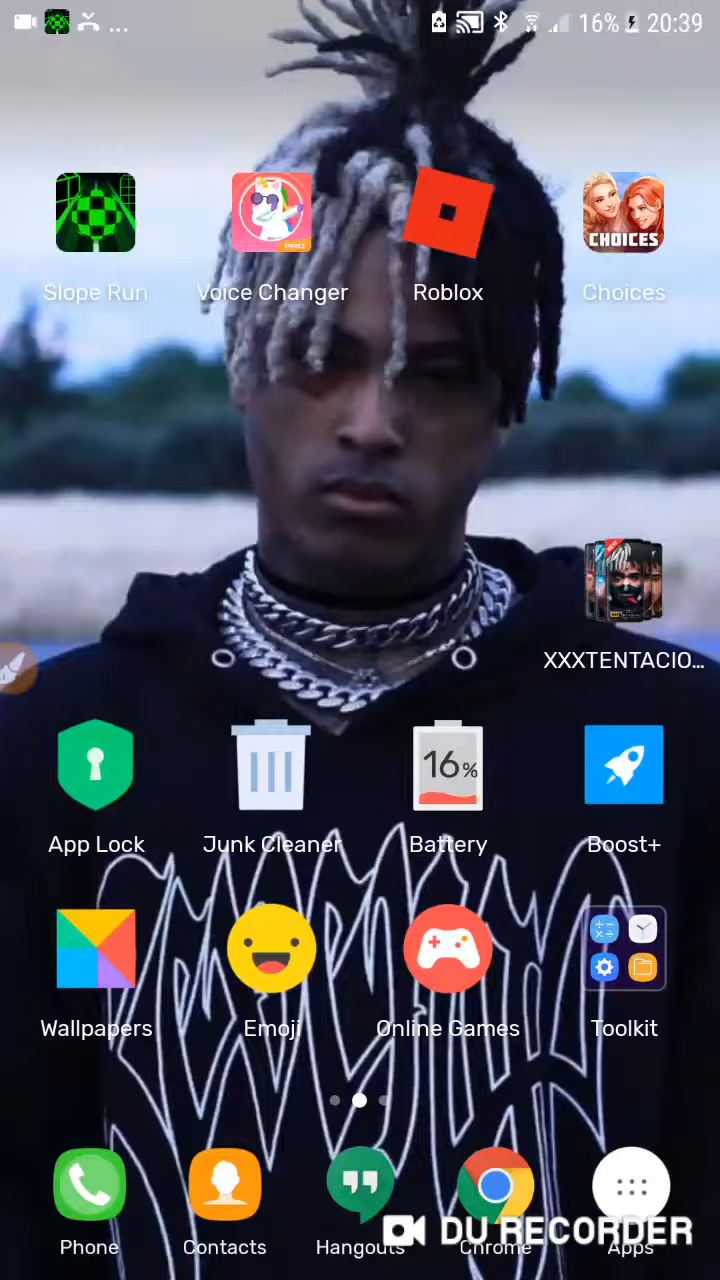 ... 16% 20:39
CHOICES
PRO
Slope Run Voice Changer Roblox Choices
XXXTENTACIO...
16%
App Lock Junk Cleaner Battery Boost+
Wallpapers Emoji Online Games Toolkit
DU RECORDER
Phone Contacts Hangouts Chrome Apps